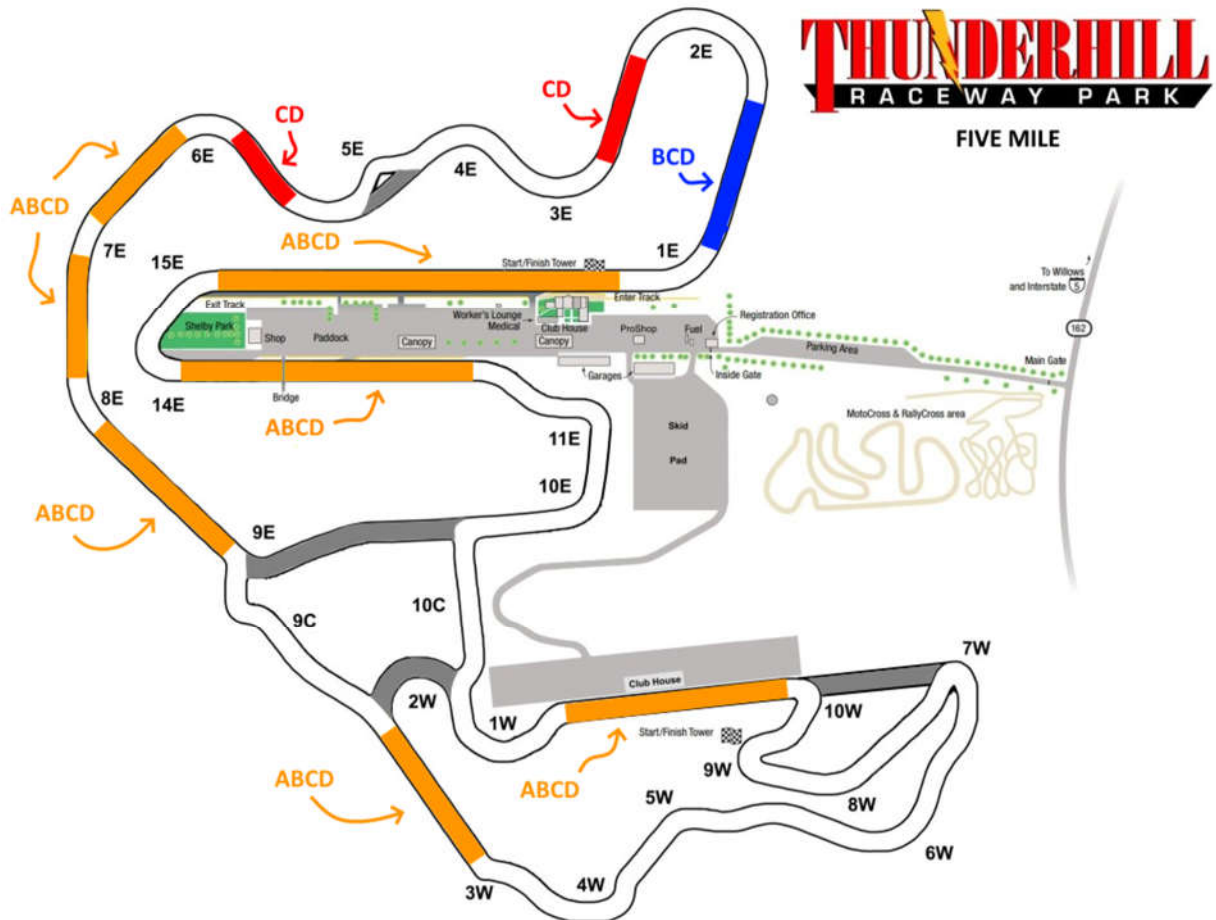 THUNDERHILL
RACEWAY PARK
FIVE MILE
2E
CD
CD
5E
6E
4E
BCD
3E
ABCD
7E
ABCD
1E
15E
Start/Finish Tower
To Willows
and Interstate 5
Exit Track
Enter Track
Worker's Lounge
Medical
Shelby Park
Club House
ProShop
Fuel
Registration Office
162
Shop
Paddock
Canopy
Canopy
Parking Area
Main Gate
Garages
Inside Gate
Bridge
8E
14E
ABCD
MotoCross & RallyCross area
11E
Skid
Pad
10E
ABCD
9E
10C
9C
7W
Club House
2W
1W
10W
Start/Finish Tower
9W
ABCD
ABCD
5W
8W
6W
3W
4W